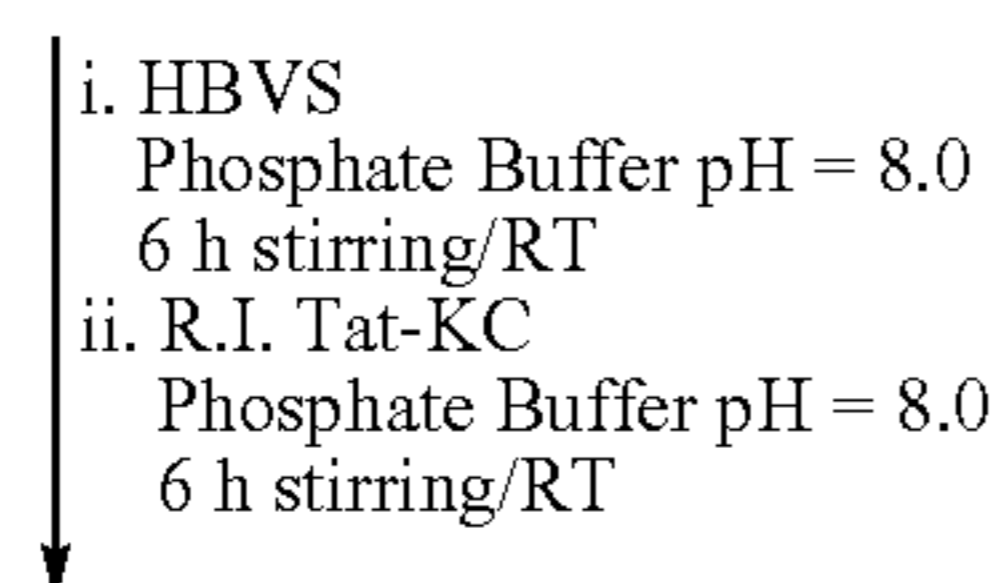 i. HBVS
Phosphate Buffer pH = 8.0
6 h stirring/RT
ii. R.I. Tat-KC
Phosphate Buffer pH = 8.0
6 h stirring/RT